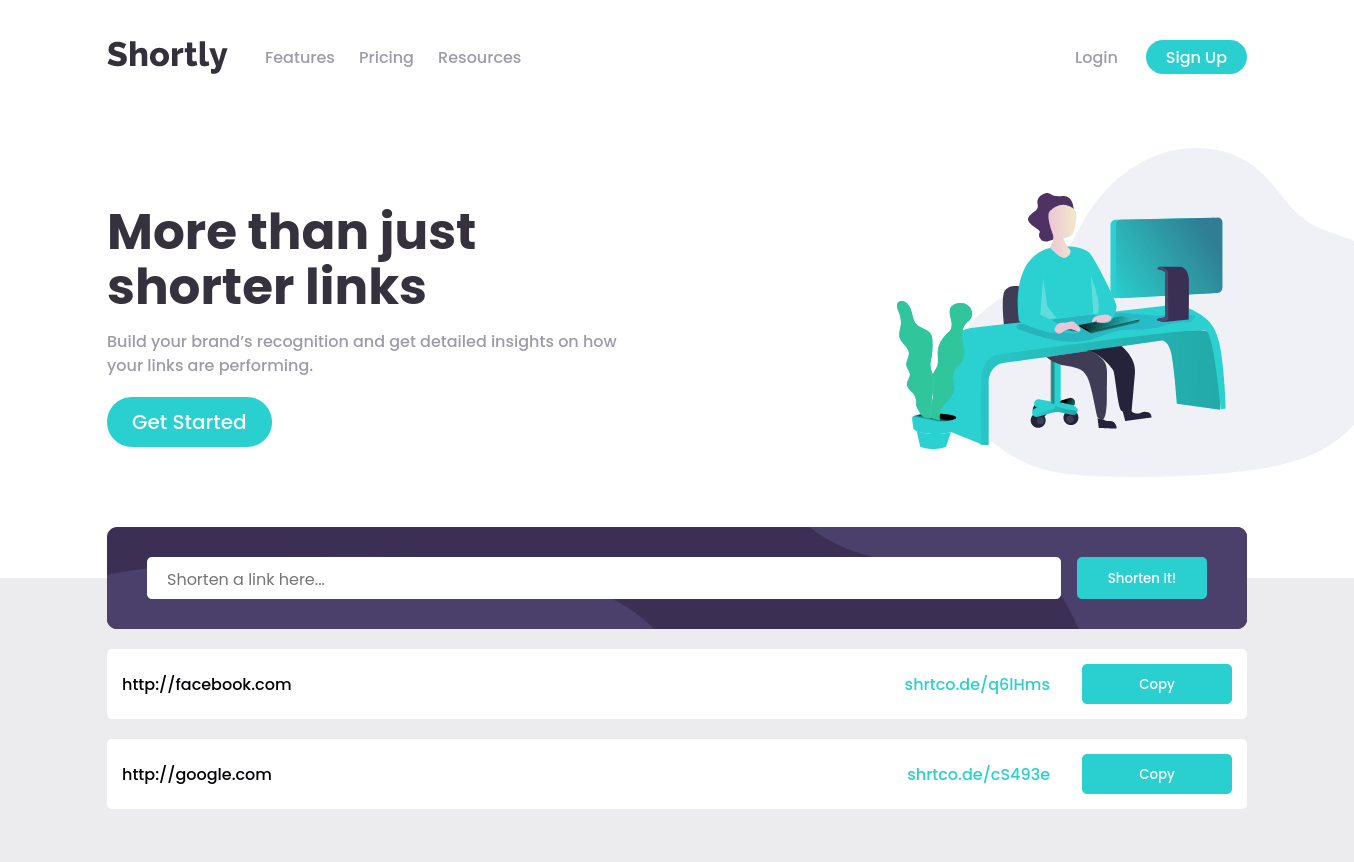 Shortly
Features
Pricing
Resources
Login
Sign Up
More than just
shorter links
Build your brand’s recognition and get detailed insights on how
your links are performing.
Get Started
Shorten a link here...
Shorten It!
http://facebook.com
shrtco.de/q6lHms
Copy
http://google.com
shrtco.de/cS493e
Copy